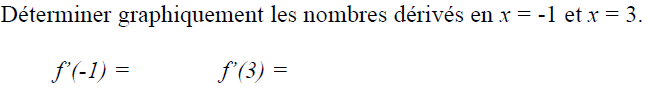 Déterminer graphiquement les nombres dérivés en x = -1 et x = 3.
f'(-1) = f'(3) =